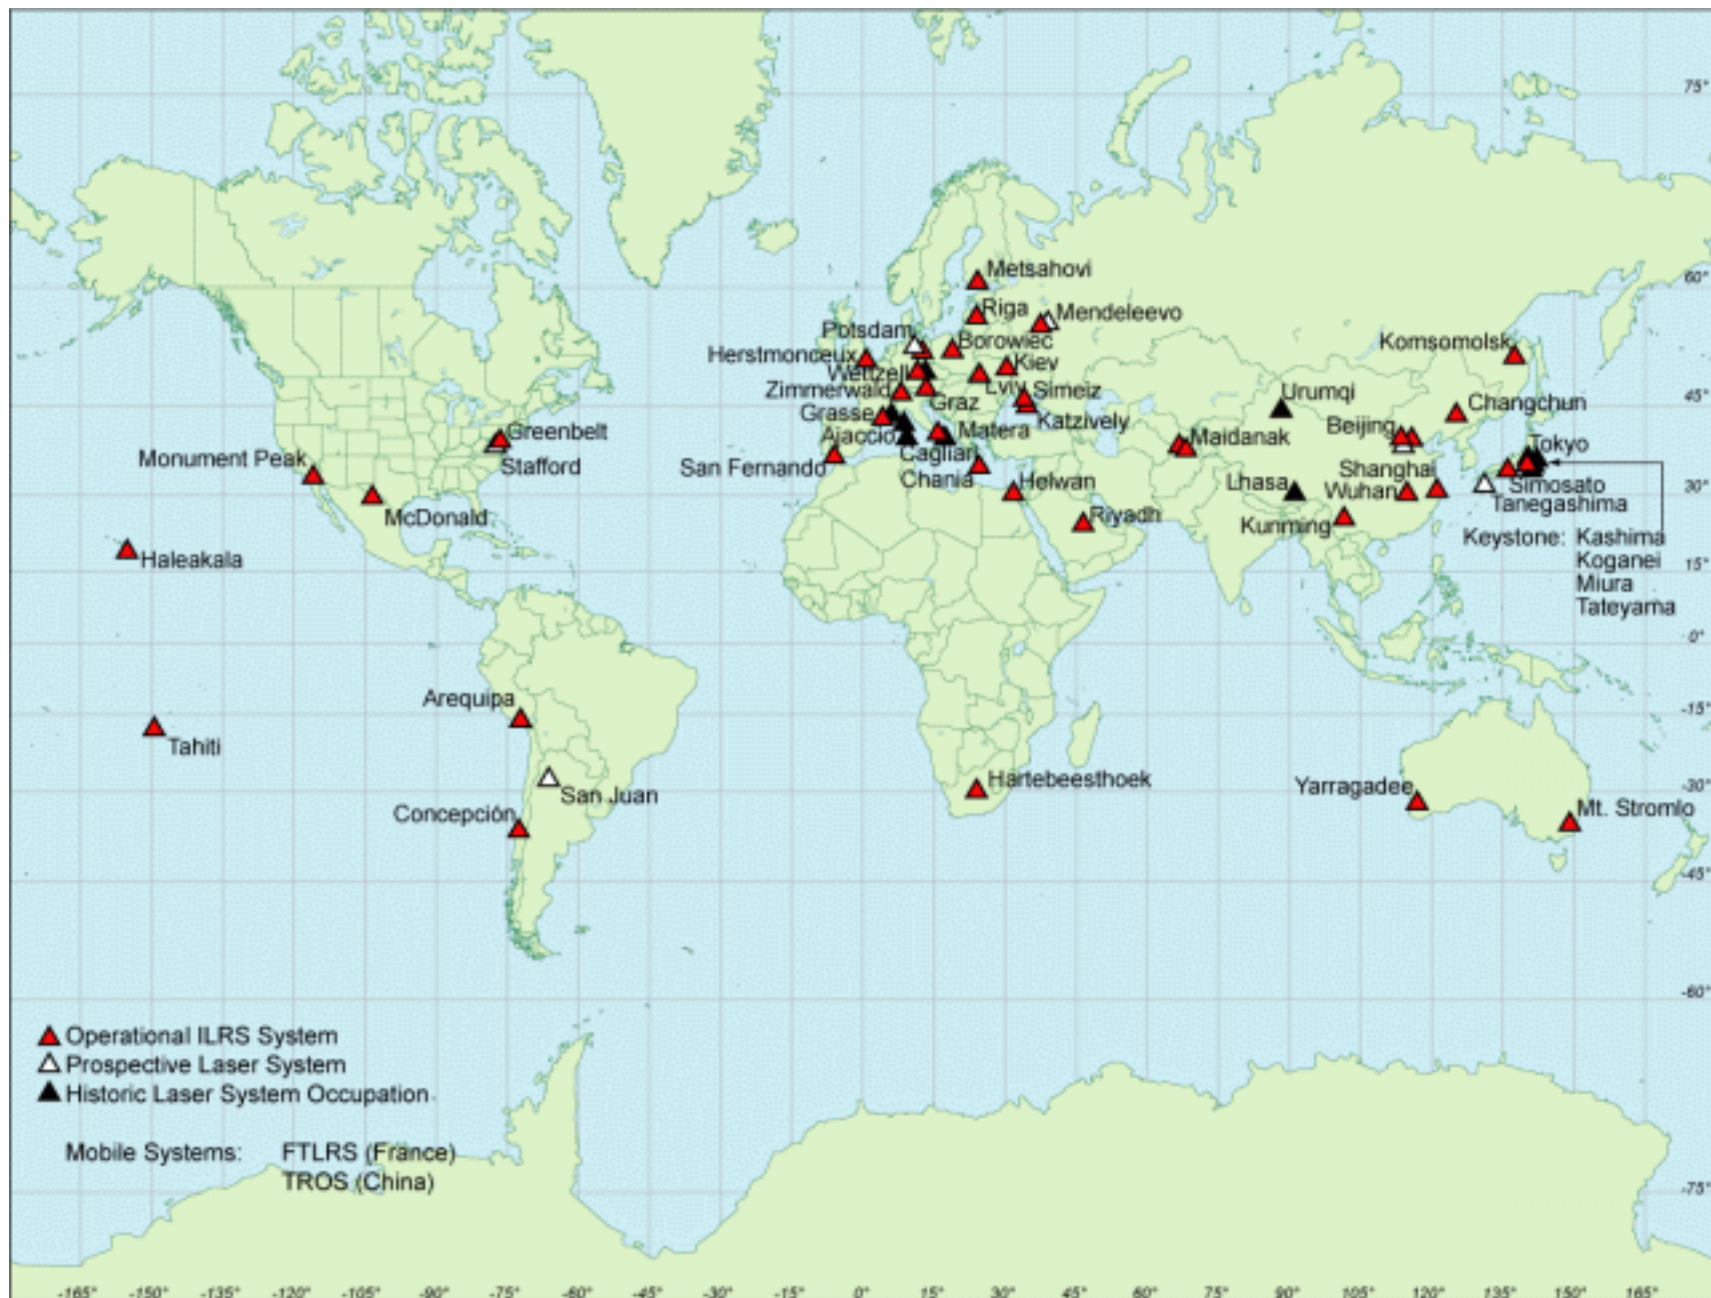 75°
Metsahovi
60°
Riga
Mendeleevo
Potsdam
Borowiec
Komsomolsk
Herstmonceux
Kiev
Wettzell
Lviv
Simeiz
Urumqi
Zimmerwald
Graz
45°
Grasse
Katzively
Changchun
Greenbelt
Ajaccio
Matera
Beijing
Maidanak
Tokyo
Monument Peak
Stafford
San Fernando
Cagliari
Shanghai
Chania
Helwan
Lhasa
Wuhan
Simosato
30°
Tanegashima
McDonald
Riyadh
Kunming
Keystone: Kashima
Haleakala
Koganei
15°
Miura
Tateyama
0°
Arequipa
-15°
Tahiti
Hartebeesthoek
San Juan
Yarragadee
-30°
Concepción
Mt. Stromlo
-45°
-60°
Operational ILRS System
Prospective Laser System
Historic Laser System Occupation
Mobile Systems: FTLRS (France)
TROS (China)
-75°
-165° -150° -135° -120° -105° -90° -75° -60° -45° -30° -15° 0° 15° 30° 45° 60° 75° 90° 105° 120° 135° 150° 165°